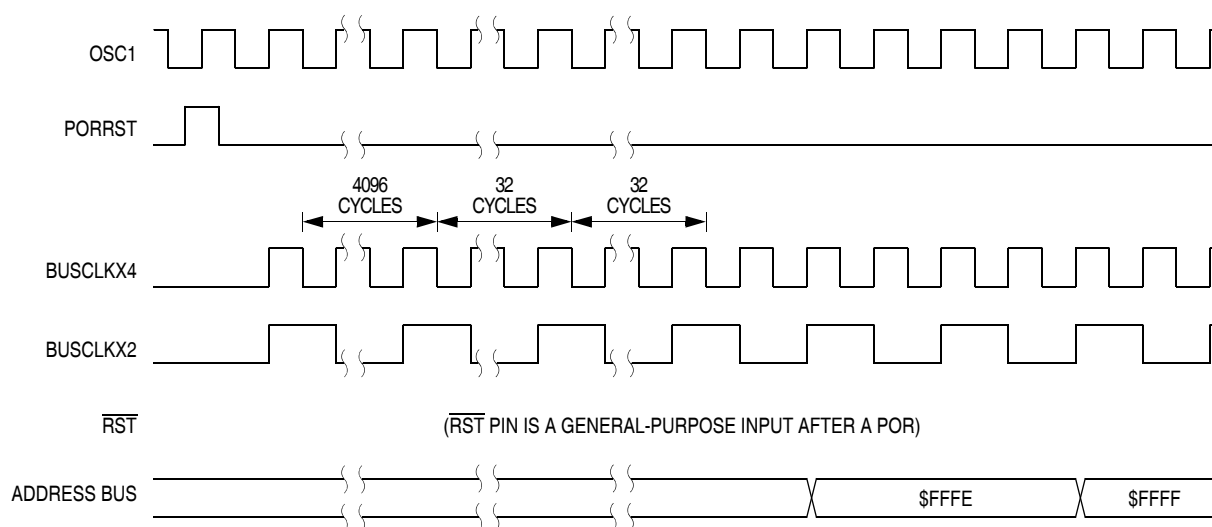 OSC1
PORRST
4096
CYCLES
32
CYCLES
32
CYCLES
BUSCLKX4
BUSCLKX2
RST
(RST PIN IS A GENERAL-PURPOSE INPUT AFTER A POR)
ADDRESS BUS
$FFFE
$FFFF